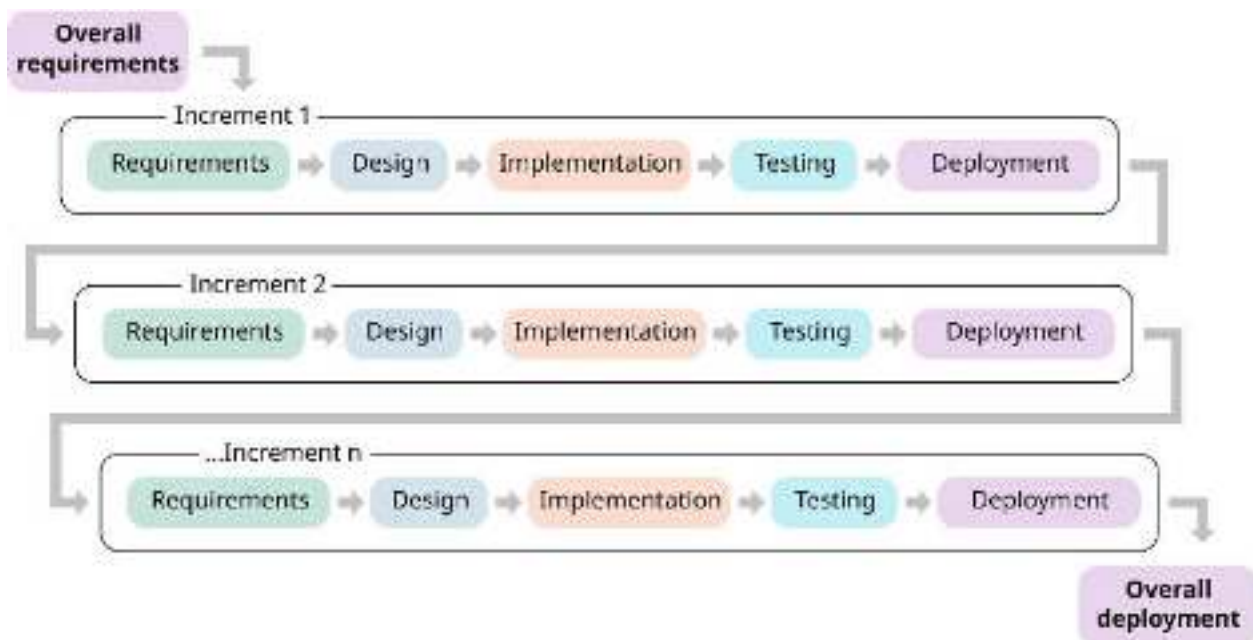 Overall
requirements
Increment 1
Requirements Design Implementation Testing Deployment
Increment 2
Requirements Design Implementation Testing Deployment
...Increment n
Requirements Design Implementation Testing Deployment
Overall
deployment